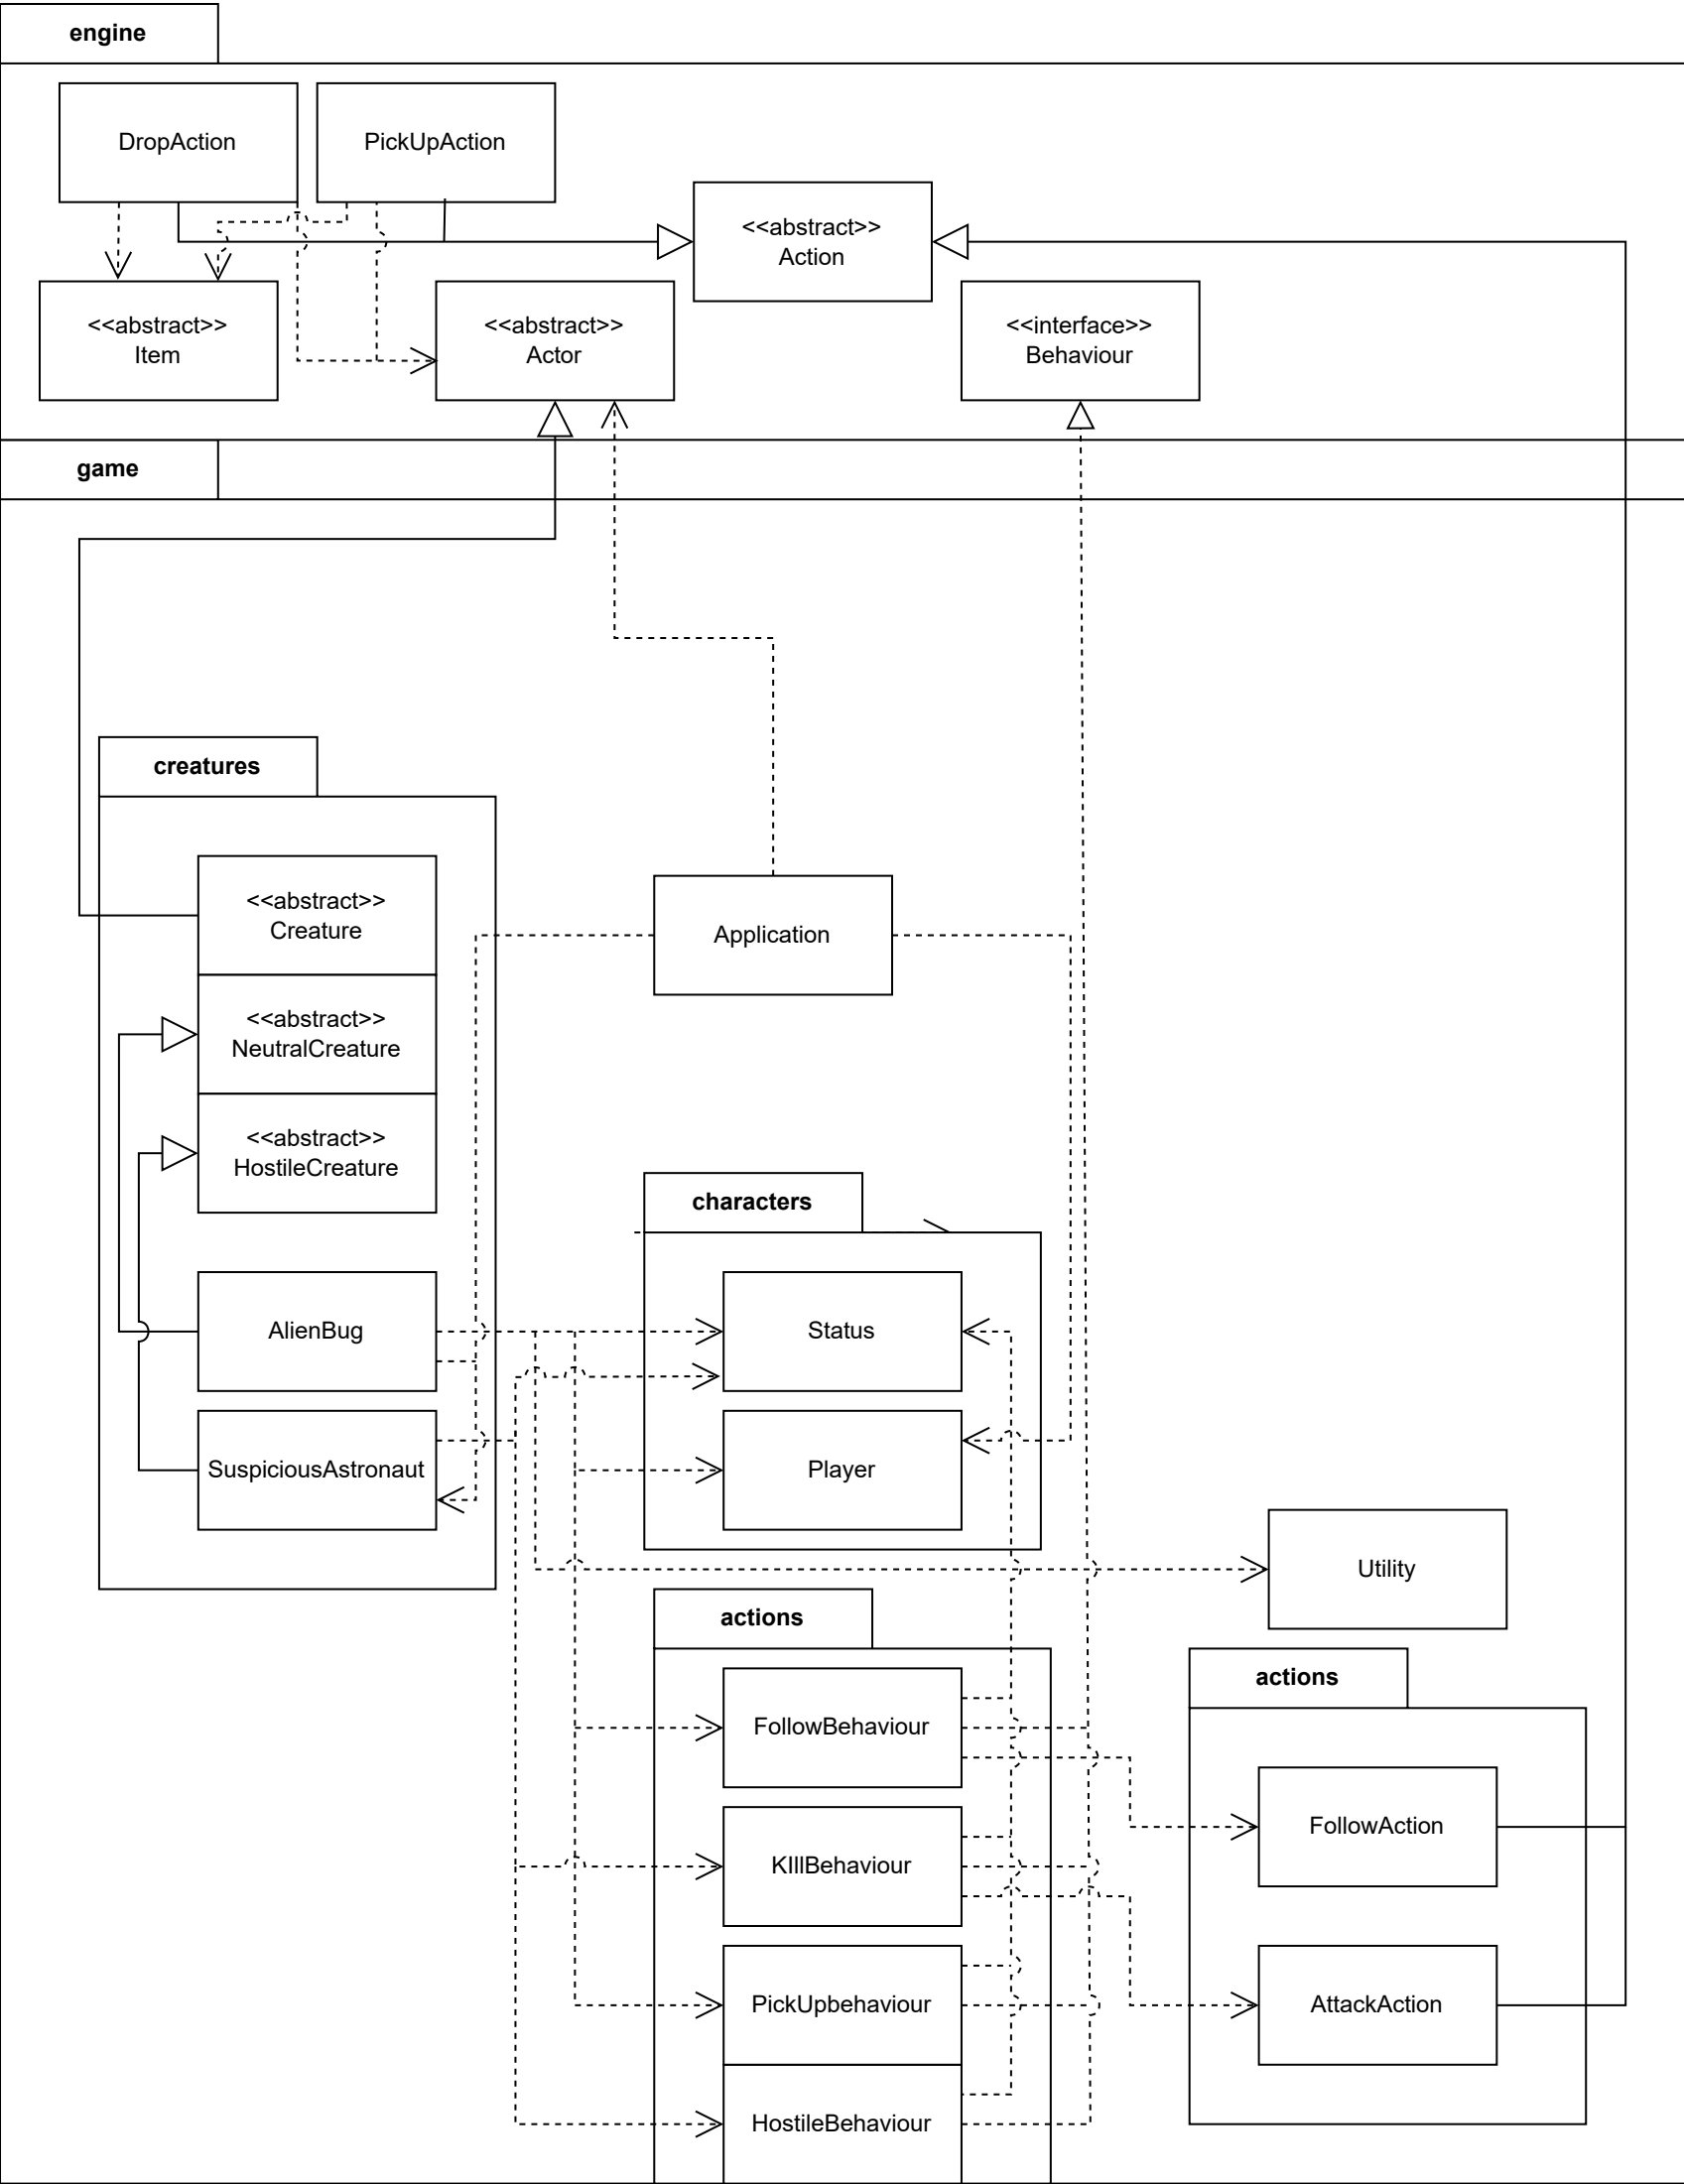 engine
DropAction
PickUpAction
<<abstract>>
Action
<<abstract>>
Item
<<abstract>>
Actor
<<interface>>
Behaviour
game
creatures
<<abstract>>
Creature
Application
<<abstract>>
NeutralCreature
<<abstract>>
HostileCreature
characters
AlienBug
Status
SuspiciousAstronaut
Player
Utility
actions
actions
FollowBehaviour
FollowAction
KIllBehaviour
PickUpbehaviour
AttackAction
HostileBehaviour